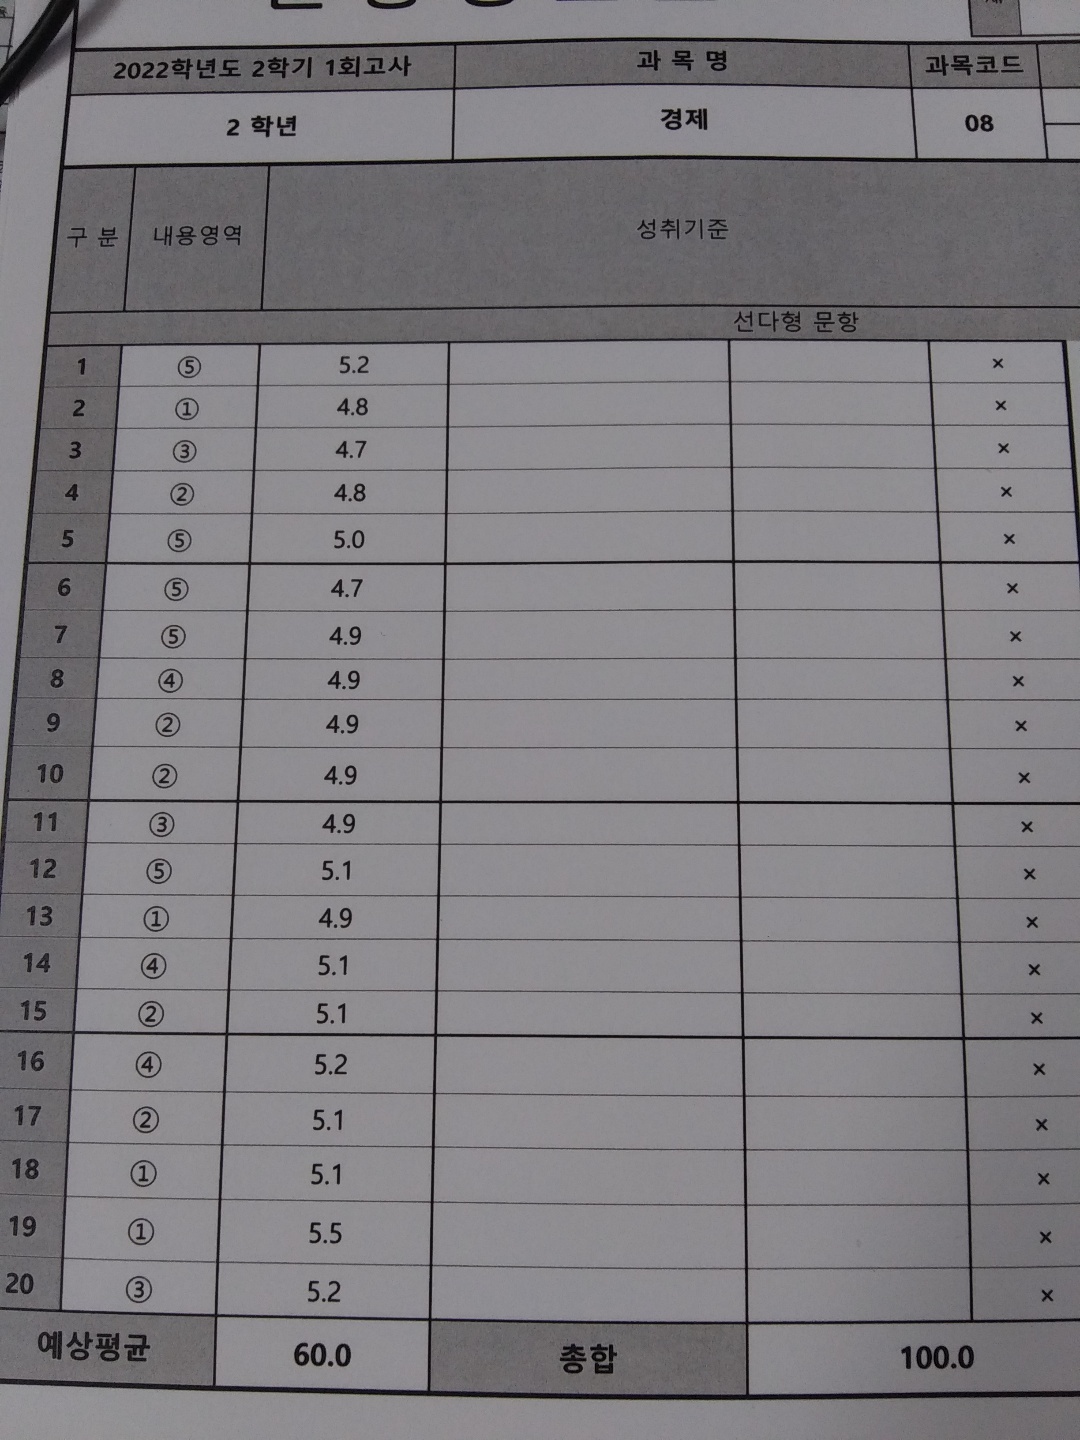 2022학년도 2학기 1회고사 과 목 명 과목코드
2 학년 경제 08
구 분 내용영역 성취기준
선다형 문항
1 ⑤ 5.2 ×
2 ① 4.8 ×
3 ③ 4.7 ×
4 ② 4.8 ×
5 ⑤ 5.0 ×
6 ⑤ 4.7 ×
7 ⑤ 4.9 ×
8 ④ 4.9 ×
9 ② 4.9 ×
10 ② 4.9 ×
11 ③ 4.9 ×
12 ⑤ 5.1 ×
13 ① 4.9 ×
14 ④ 5.1 ×
15 ② 5.1 ×
16 ④ 5.2 ×
17 ② 5.1 ×
18 ① 5.1 ×
19 ① 5.5 ×
20 ③ 5.2 ×
예상평균 60.0 총합 100.0